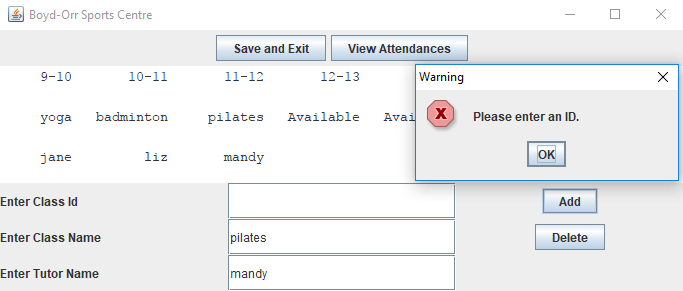 Boyd-Orr Sports Centre
Save and Exit View Attendances
9-10 10-11 11-12 12-13
Warning
yoga badminton pilates Available Avai
Please enter an ID.
jane liz mandy
OK
Enter Class Id Add
Enter Class Name pilates Delete
Enter Tutor Name mandy